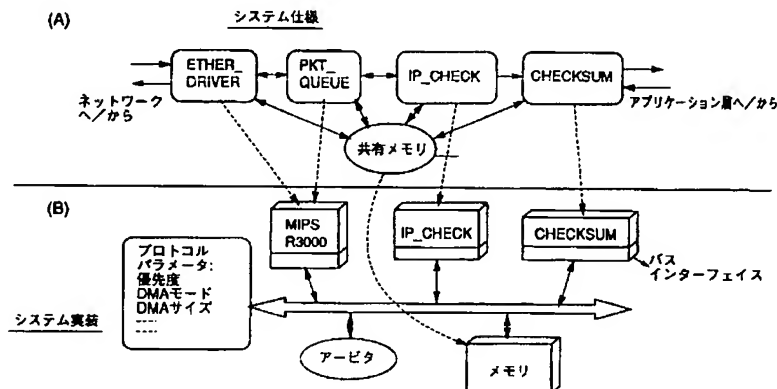 (A)
システム仕様
ETHER_
DRIVER
PKT_
QUEUE
IP_CHECK
CHECKSUM
ネットワーク
へ/から
アプリケーション層へ/から
共有メモリ
(B)
MIPS
R3000
IP_CHECK
CHECKSUM
バス
インターフェイス
プロトコル
パラメータ:
優先度
DMAモード
DMAサイズ
システム実装
アービタ
メモリ